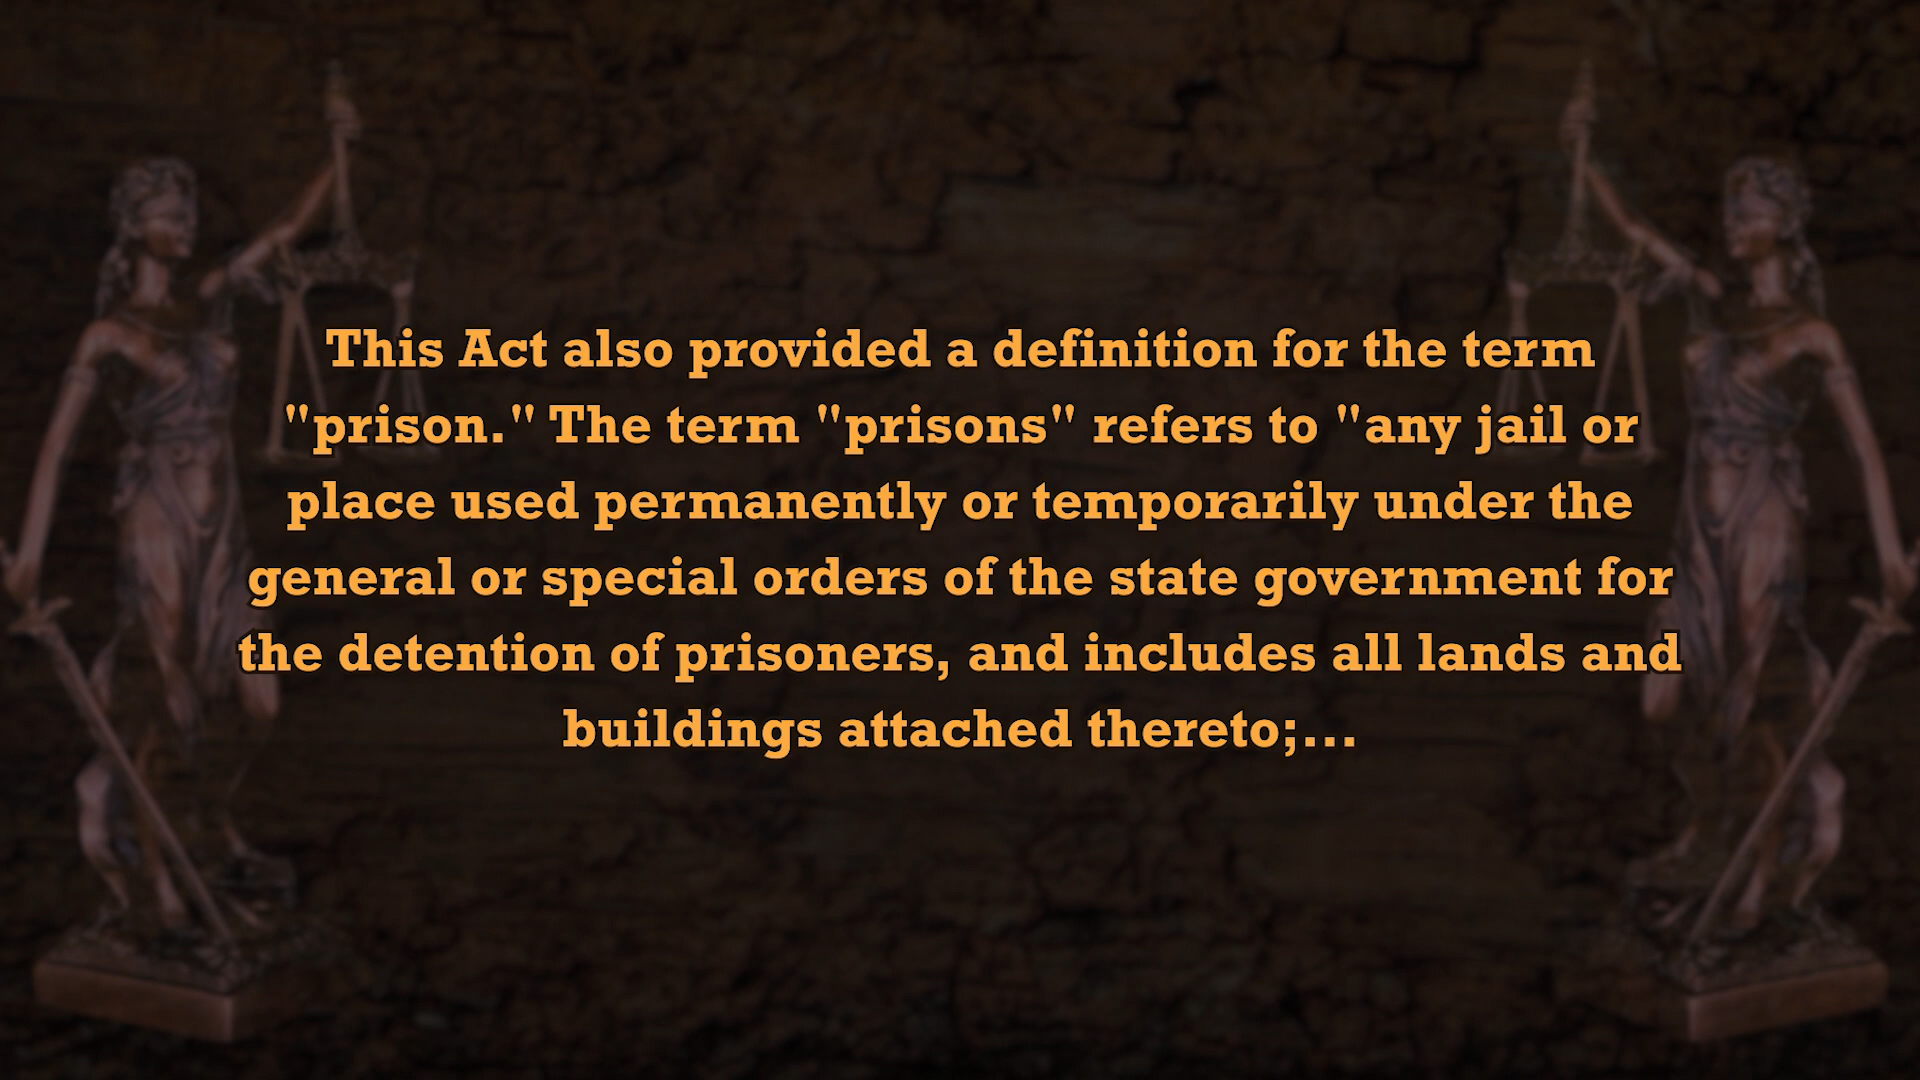 This Act also provided a definition for the term
"prison." The term "prisons" refers to "any jail or
place used permanently or temporarily under the
general or special orders of the state government for
the detention of prisoners, and includes all lands and
buildings attached thereto;...